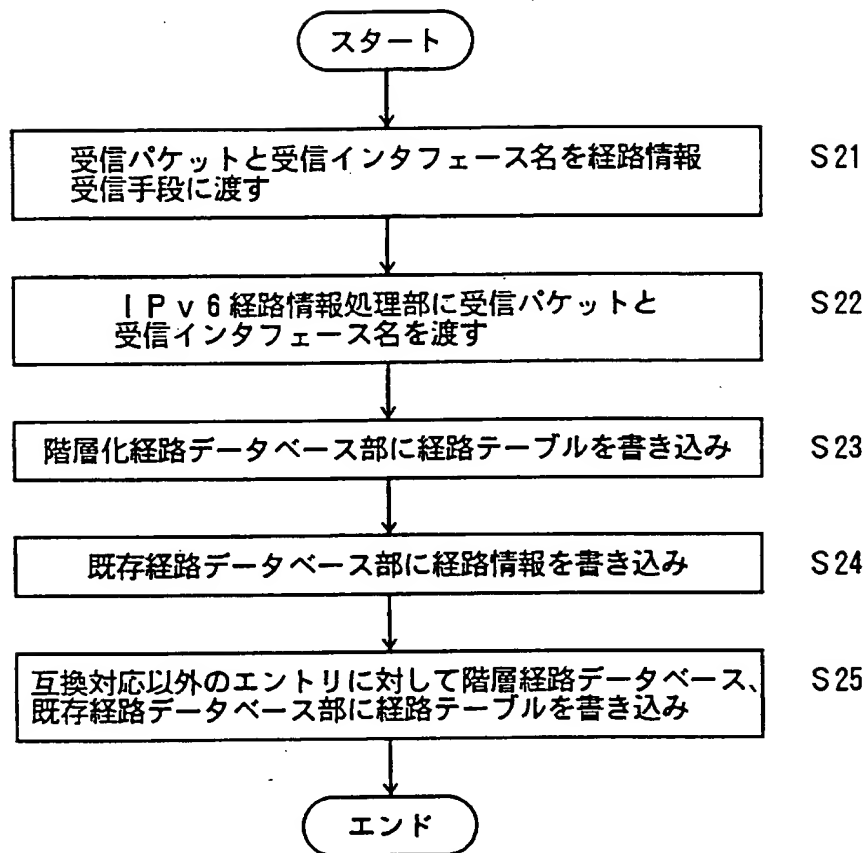 スタート
受信パケットと受信インタフェース名を経路情報
受信手段に渡す
S21
IPv6経路情報処理部に受信パケットと
受信インタフェース名を渡す
S22
階層化経路データベース部に経路テーブルを書き込み
S23
既存経路データベース部に経路情報を書き込み
S24
互換対応以外のエントリに対して階層経路データベース、
既存経路データベース部に経路テーブルを書き込み
S25
エンド